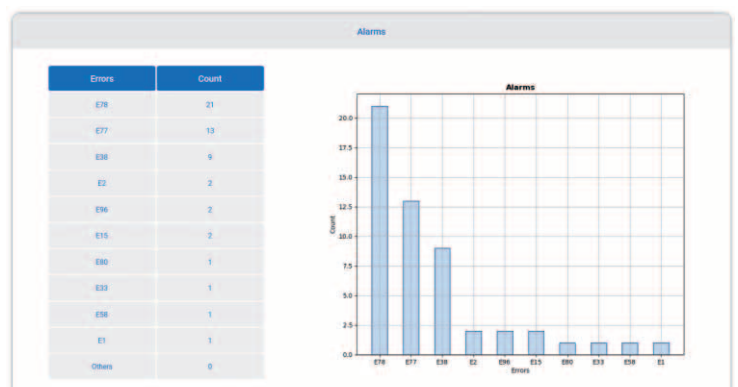 Alarms
Errors Count
E78 21
E77 13
E38 9
E2 2
E96 2
E15 2
E80 1
E33 1
E58 1
E1 1
Others 0
Alarms
20.0
17.5
15.0
12.5
10.0
7.5
5.0
2.5
0.0
Count
E78 E77 E38 E2 E96 E15 E80 E33 E58 E1
Errors